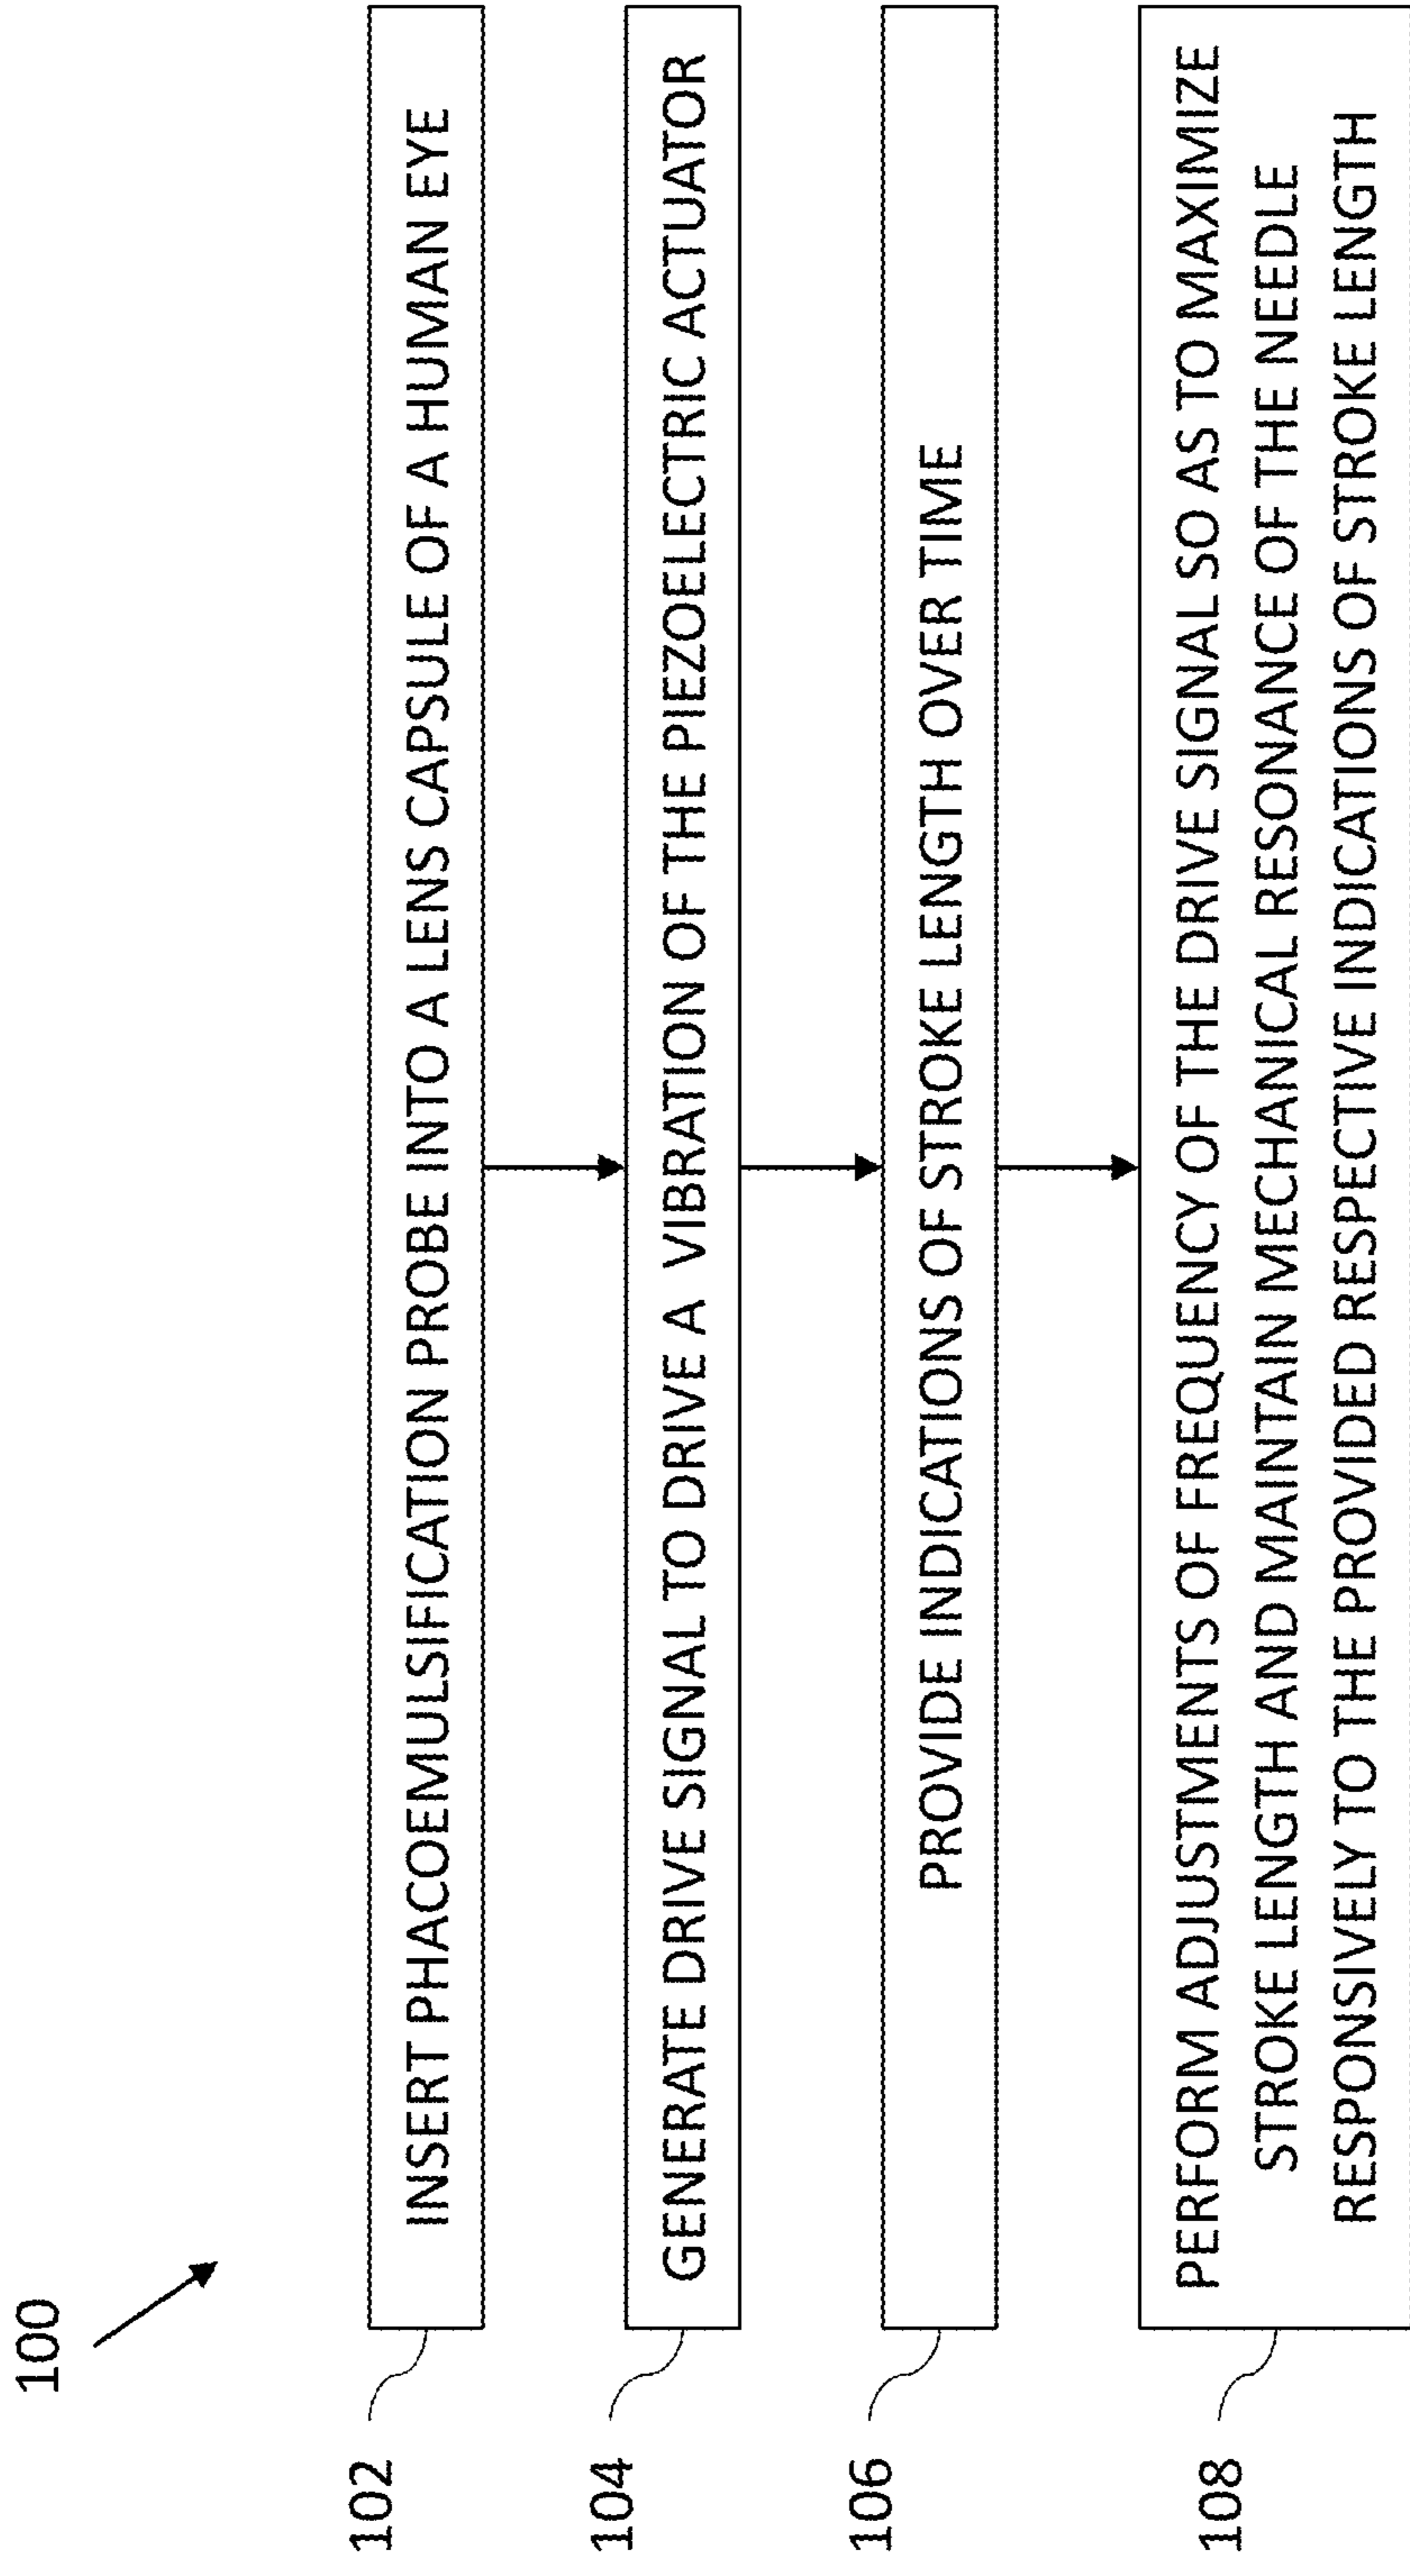 100
102
INSERT PHACOEMULSIFICATION PROBE INTO A LENS CAPSULE OF A HUMAN EYE
104
GENERATE DRIVE SIGNAL TO DRIVE A VIBRATION OF THE PIEZOELECTRIC ACTUATOR
106
PROVIDE INDICATIONS OF STROKE LENGTH OVER TIME
108
PERFORM ADJUSTMENTS OF FREQUENCY OF THE DRIVE SIGNAL SO AS TO MAXIMIZE
STROKE LENGTH AND MAINTAIN MECHANICAL RESONANCE OF THE NEEDLE
RESPONSIVELY TO THE PROVIDED RESPECTIVE INDICATIONS OF STROKE LENGTH